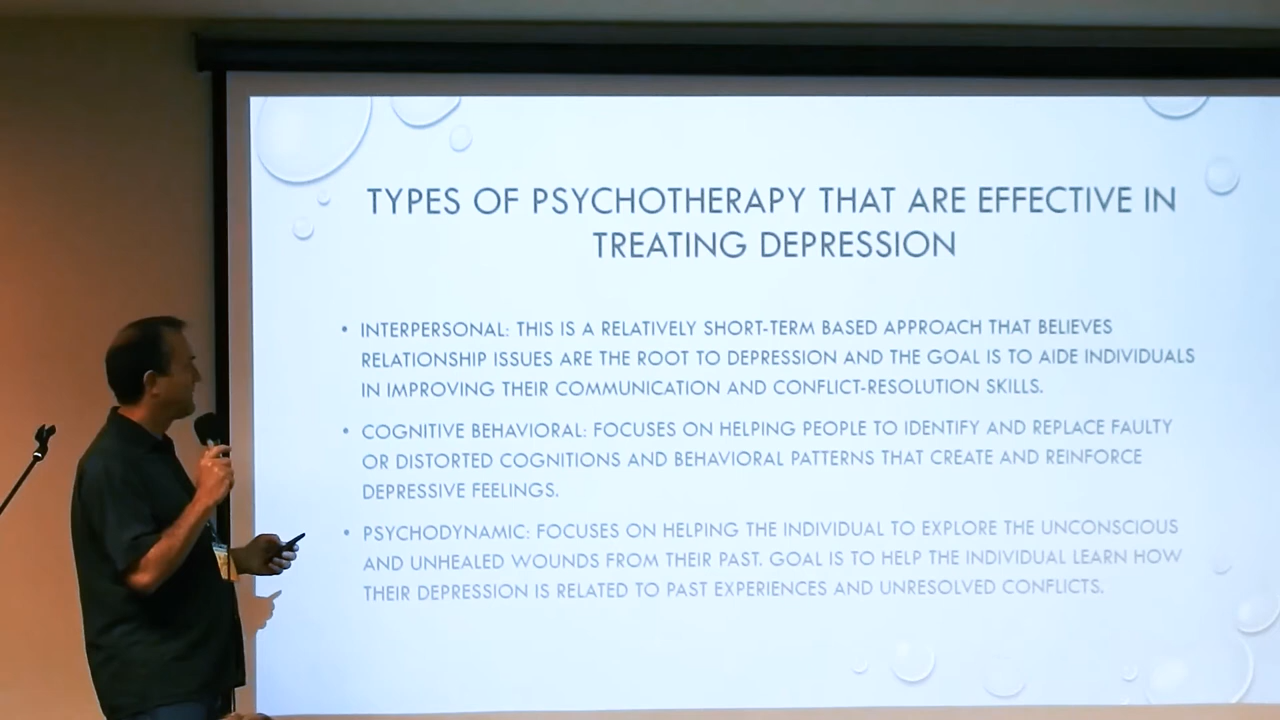 TYPES OF PSYCHOTHERAPY THAT ARE EFFECTIVE IN
TREATING DEPRESSION
• INTERPERSONAL: THIS IS A RELATIVELY SHORT-TERM BASED APPROACH THAT BELIEVES
RELATIONSHIP ISSUES ARE THE ROOT TO DEPRESSION AND THE GOAL IS TO AIDE INDIVIDUALS
IN IMPROVING THEIR COMMUNICATION AND CONFLICT-RESOLUTION SKILLS.
• COGNITIVE BEHAVIORAL: FOCUSES ON HELPING PEOPLE TO IDENTIFY AND REPLACE FAULTY
OR DISTORTED COGNITIONS AND BEHAVIORAL PATTERNS THAT CREATE AND REINFORCE
DEPRESSIVE FEELINGS.
• PSYCHODYNAMIC: FOCUSES ON HELPING THE INDIVIDUAL TO EXPLORE THE UNCONSCIOUS
AND UNHEALED WOUNDS FROM THEIR PAST. GOAL IS TO HELP THE INDIVIDUAL LEARN HOW
THEIR DEPRESSION IS RELATED TO PAST EXPERIENCES AND UNRESOLVED CONFLICTS.